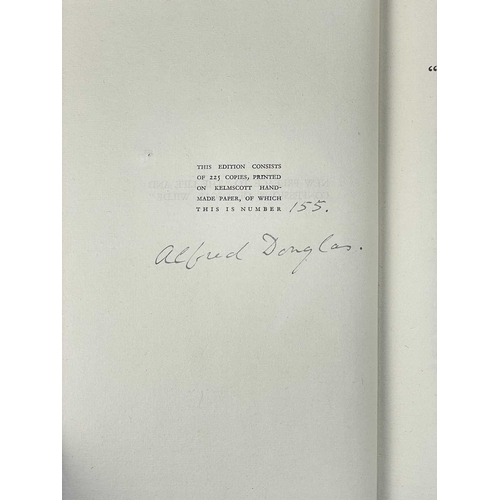 THIS EDITION CONSISTS
OF 225 COPIES, PRINTED
ON KELMSCOTT HAND-
MADE PAPER, OF WHICH
THIS IS NUMBER 155.
Alfred Douglas.
“